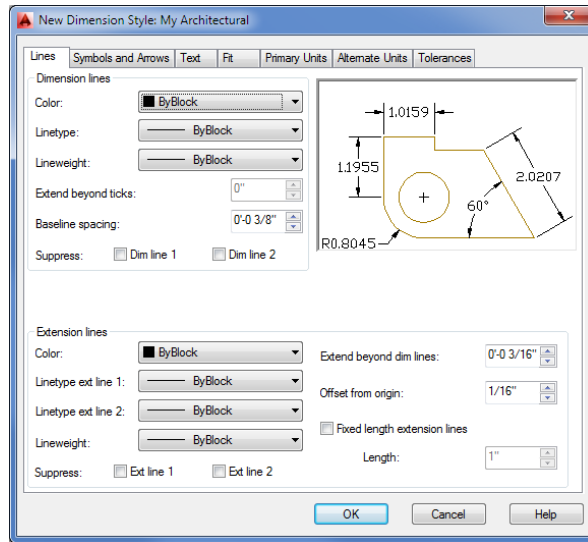 New Dimension Style: My Architectural
Lines Symbols and Arrows Text Fit Primary Units Alternate Units Tolerances
Dimension lines
Color: ByBlock
Linetype: ByBlock
Lineweight: ByBlock
Extend beyond ticks: 0"
Baseline spacing: 0'-0 3/8"
Suppress: Dim line 1 Dim line 2
1.0159
1.1955
2.0207
60°
R0.8045
Extension lines
Color: ByBlock
Linetype ext line 1: ByBlock
Linetype ext line 2: ByBlock
Lineweight: ByBlock
Suppress: Ext line 1 Ext line 2
Extend beyond dim lines: 0'-0 3/16"
Offset from origin: 1/16"
Fixed length extension lines
Length: 1"
OK Cancel Help